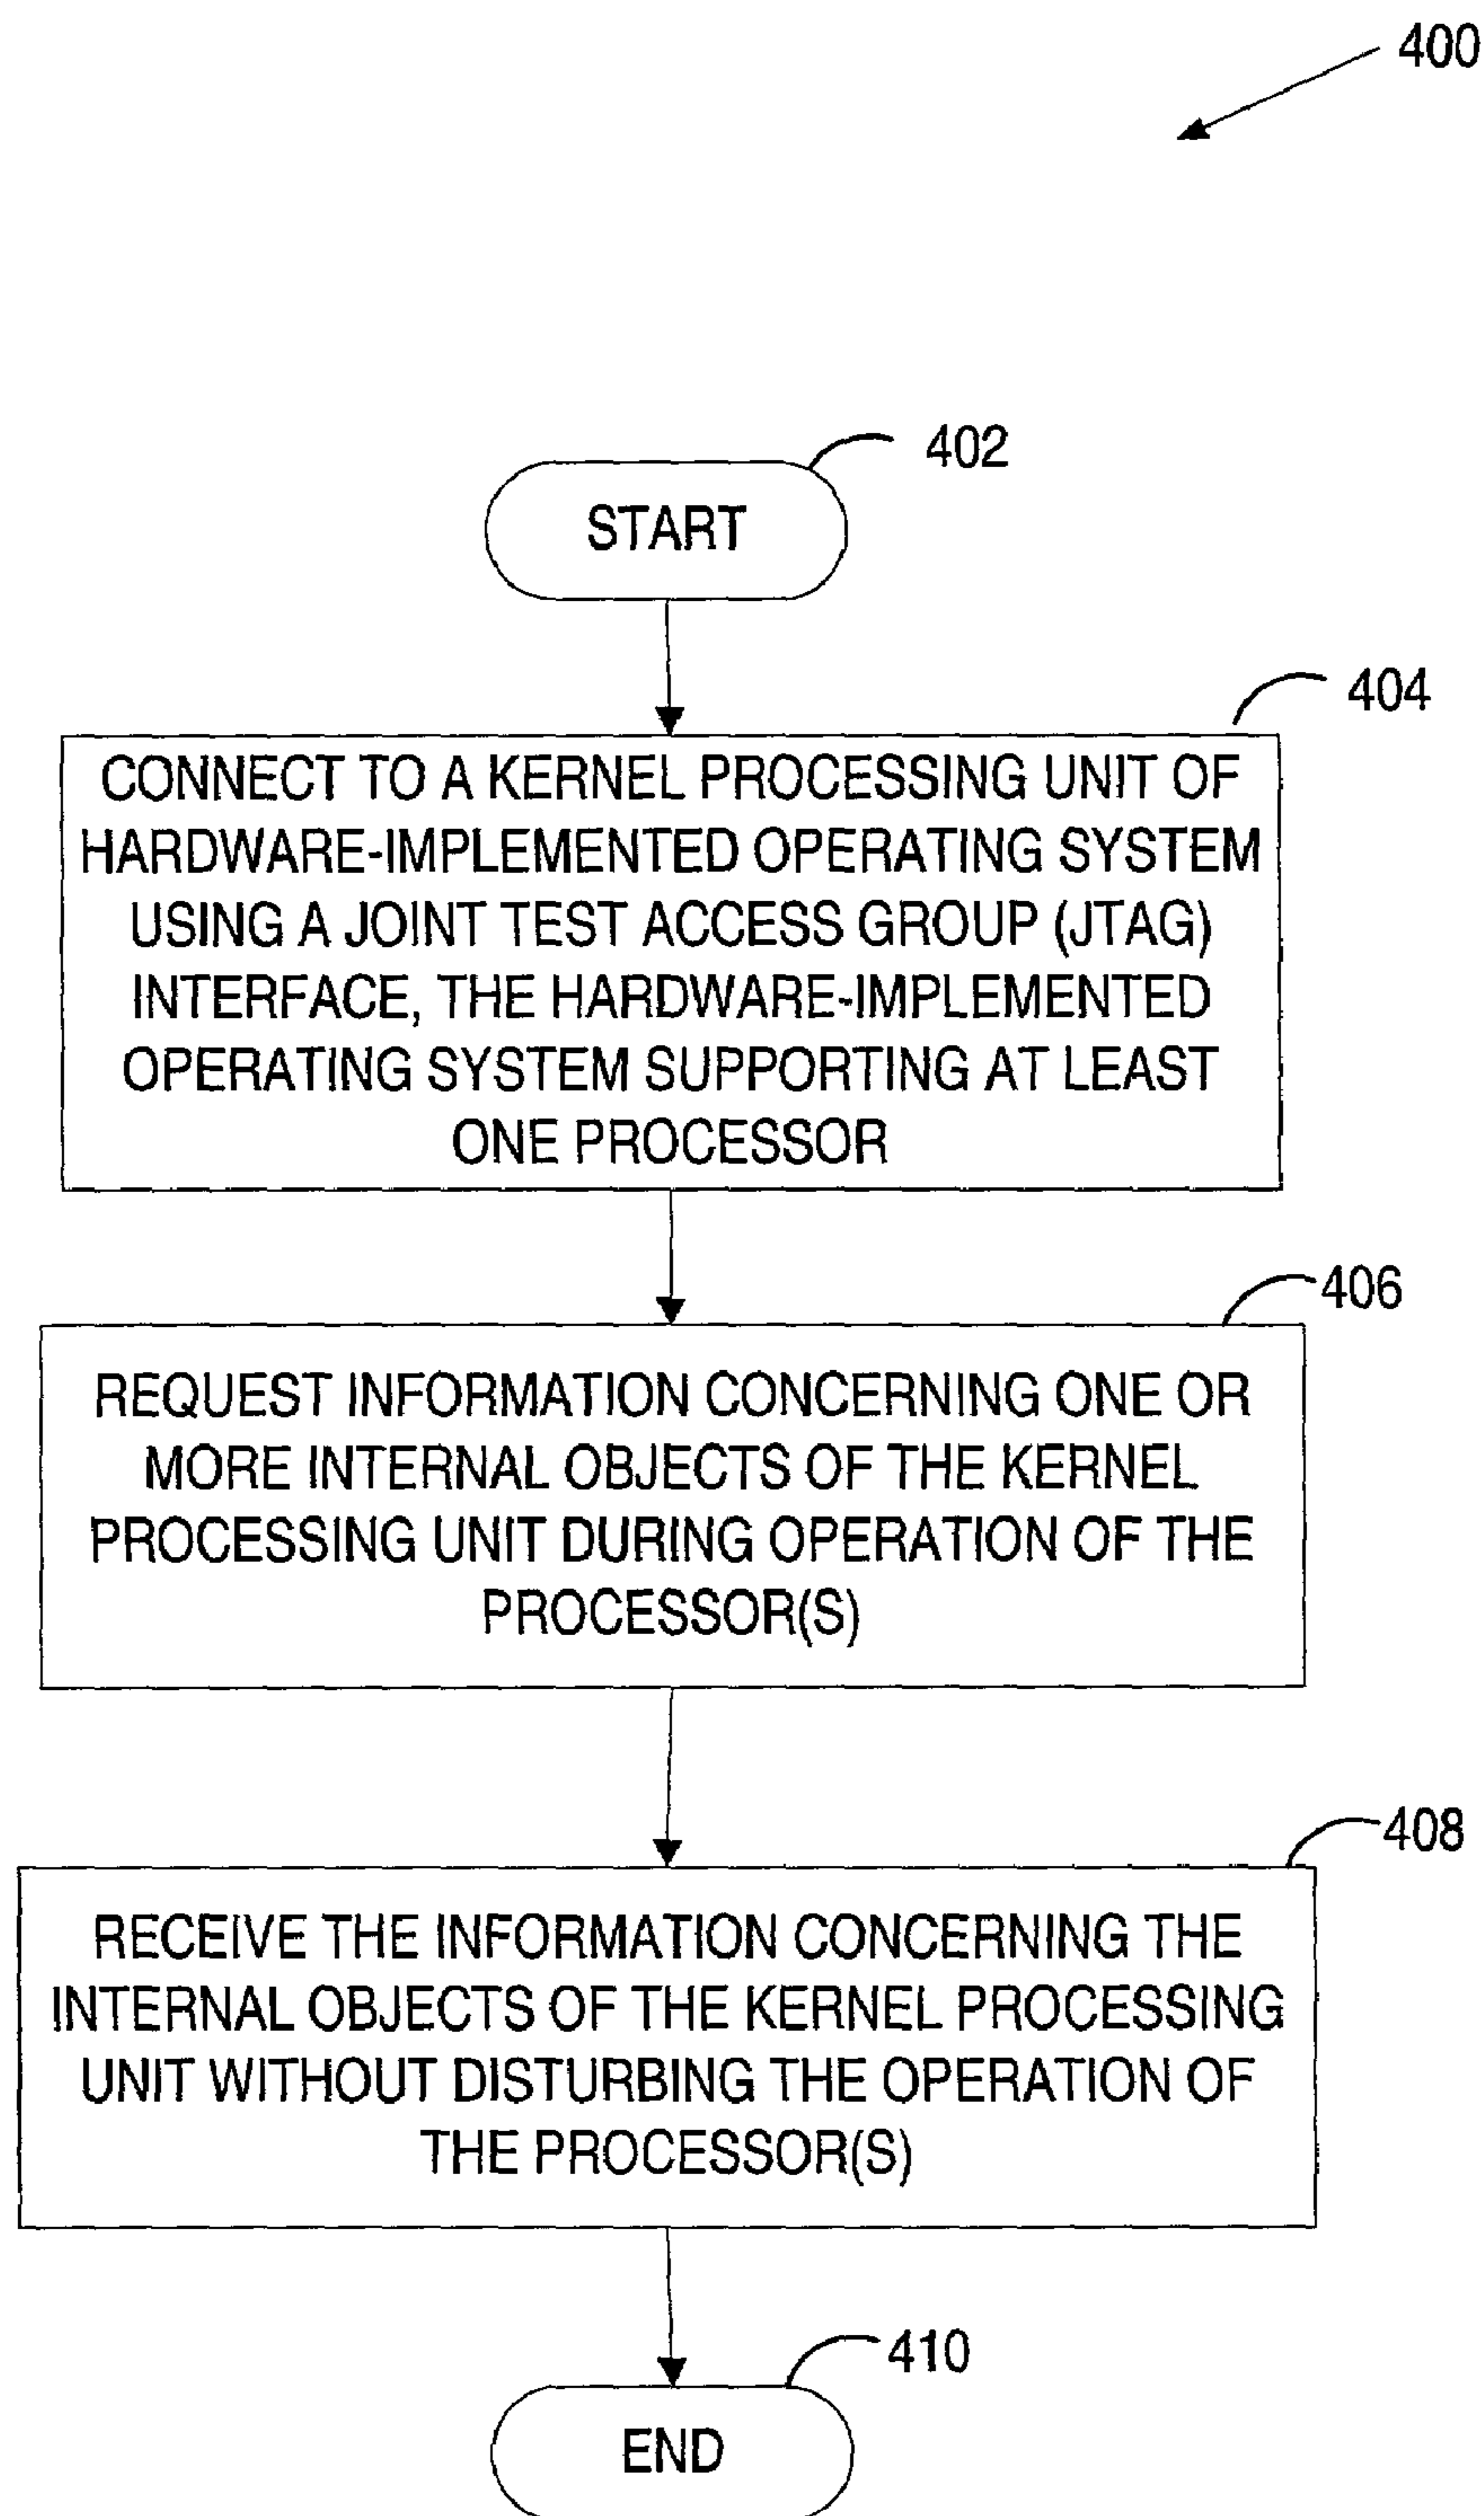 400
402
START
404
CONNECT TO A KERNEL PROCESSING UNIT OF
HARDWARE-IMPLEMENTED OPERATING SYSTEM
USING A JOINT TEST ACCESS GROUP (JTAG)
INTERFACE, THE HARDWARE-IMPLEMENTED
OPERATING SYSTEM SUPPORTING AT LEAST
ONE PROCESSOR
406
REQUEST INFORMATION CONCERNING ONE OR
MORE INTERNAL OBJECTS OF THE KERNEL
PROCESSING UNIT DURING OPERATION OF THE
PROCESSOR(S)
408
RECEIVE THE INFORMATION CONCERNING THE
INTERNAL OBJECTS OF THE KERNEL PROCESSING
UNIT WITHOUT DISTURBING THE OPERATION OF
THE PROCESSOR(S)
410
END